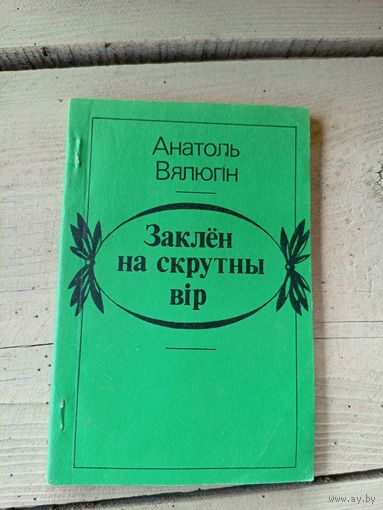 Анатоль
Вялюгін
Заклён
на скрутны
вір
www.ay.by